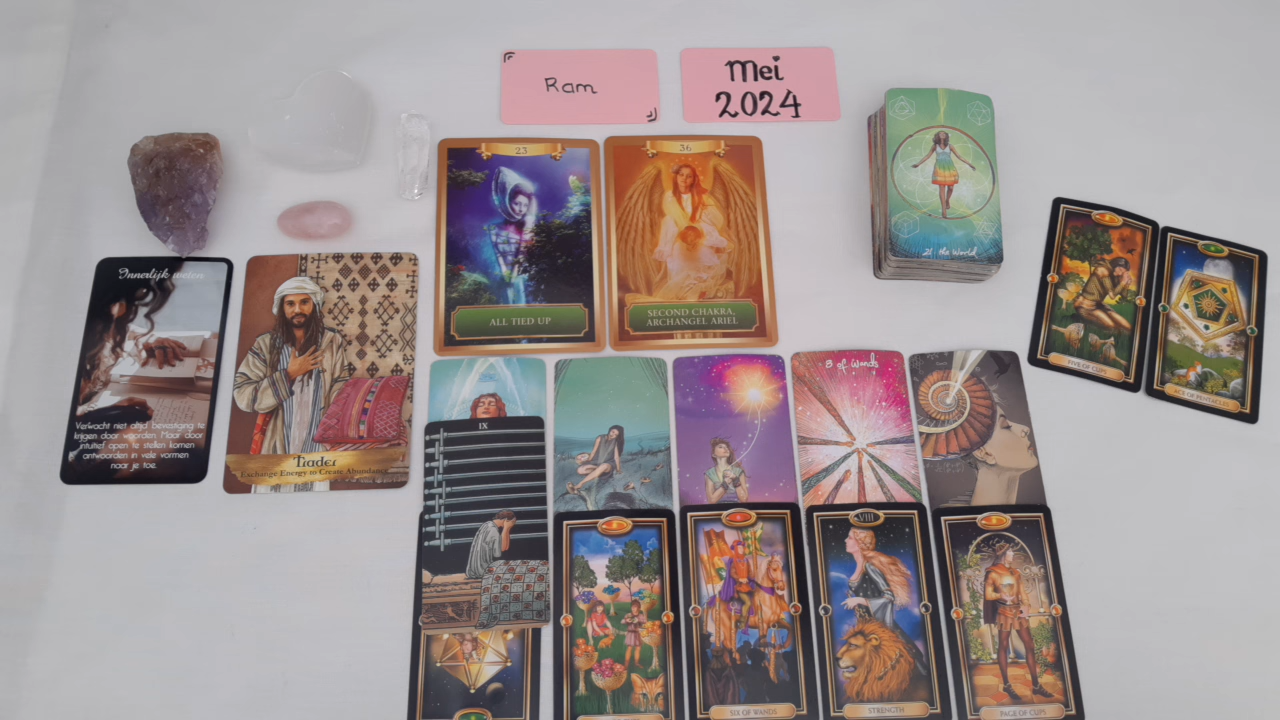 Ram
Mei
2024
23
ALL TIED UP
36
SECOND CHAKRA,
ARCHANGEL ARIEL
21 the World
FIVE OF CUPS
ACE OF PENTACLES
Innerlijk weten
Verwacht niet altijd bevestiging te
krijgen door woorden. Maar door
intuïtief open te stellen komen
antwoorden in vele vormen
naar je toe.
Trader
Exchange Energy to Create Abundance
8 of Wands
IX
SIX OF WANDS
VIII
STRENGTH
PAGE OF CUPS